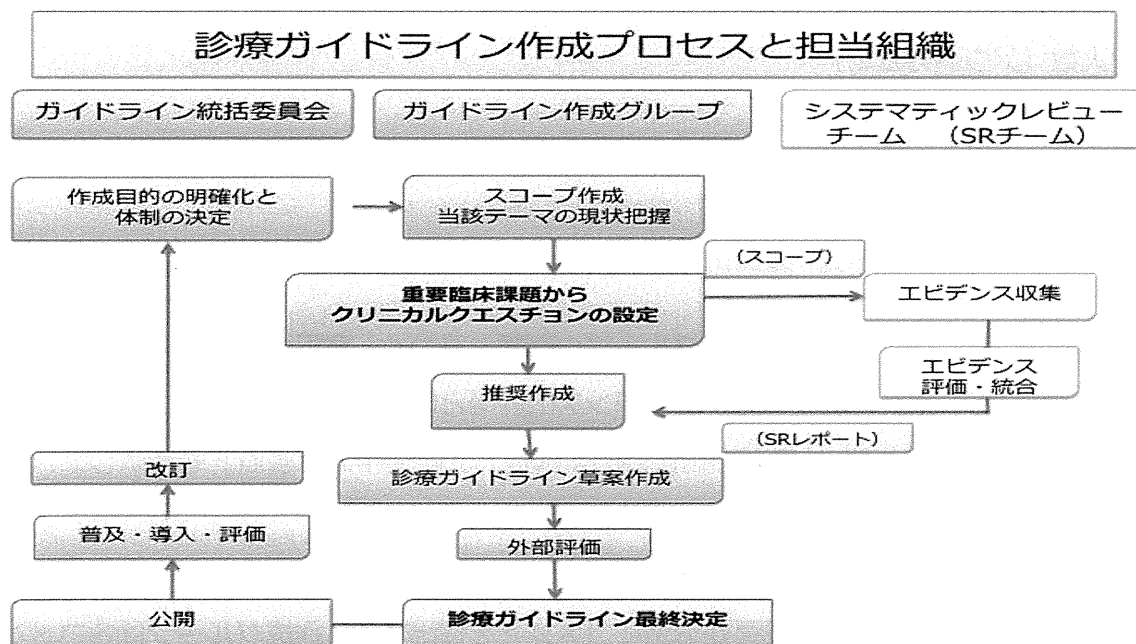 診療ガイドライン作成プロセスと担当組織
ガイドライン統括委員会
ガイドライン作成グループ
システマティックレビュー
チーム （SRチーム）
作成目的の明確化と
体制の決定
スコープ作成
当該テーマの現状把握
（スコープ）
重要臨床課題から
クリニカルクエスチョンの設定
エビデンス収集
エビデンス
評価・統合
推奨作成
（SRレポート）
改訂
診療ガイドライン草案作成
普及・導入・評価
外部評価
公開
診療ガイドライン最終決定